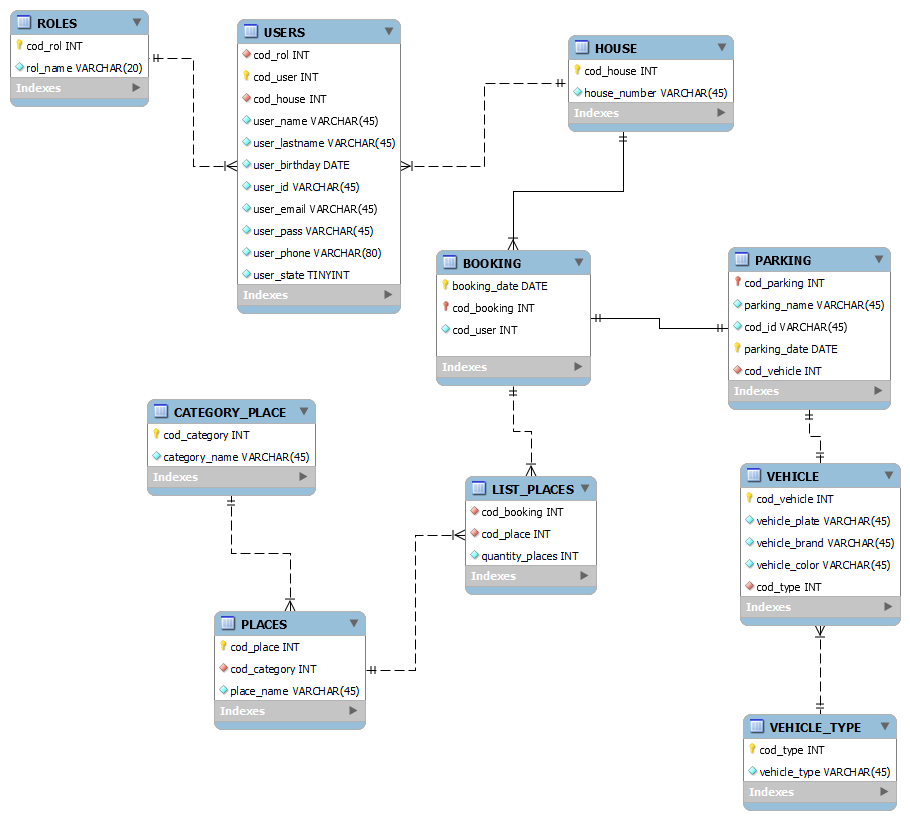 ROLES
cod_rol INT
rol_name VARCHAR(20)
Indexes
USERS
cod_rol INT
cod_user INT
cod_house INT
user_name VARCHAR(45)
user_lastname VARCHAR(45)
user_birthday DATE
user_id VARCHAR(45)
user_email VARCHAR(45)
user_pass VARCHAR(45)
user_phone VARCHAR(80)
user_state TINYINT
Indexes
HOUSE
cod_house INT
house_number VARCHAR(45)
Indexes
BOOKING
booking_date DATE
cod_booking INT
cod_user INT
Indexes
PARKING
cod_parking INT
parking_name VARCHAR(45)
cod_id VARCHAR(45)
parking_date DATE
cod_vehicle INT
Indexes
CATEGORY_PLACE
cod_category INT
category_name VARCHAR(45)
Indexes
LIST_PLACES
cod_booking INT
cod_place INT
quantity_places INT
Indexes
VEHICLE
cod_vehicle INT
vehicle_plate VARCHAR(45)
vehicle_brand VARCHAR(45)
vehicle_color VARCHAR(45)
cod_type INT
Indexes
PLACES
cod_place INT
cod_category INT
place_name VARCHAR(45)
Indexes
VEHICLE_TYPE
cod_type INT
vehicle_type VARCHAR(45)
Indexes